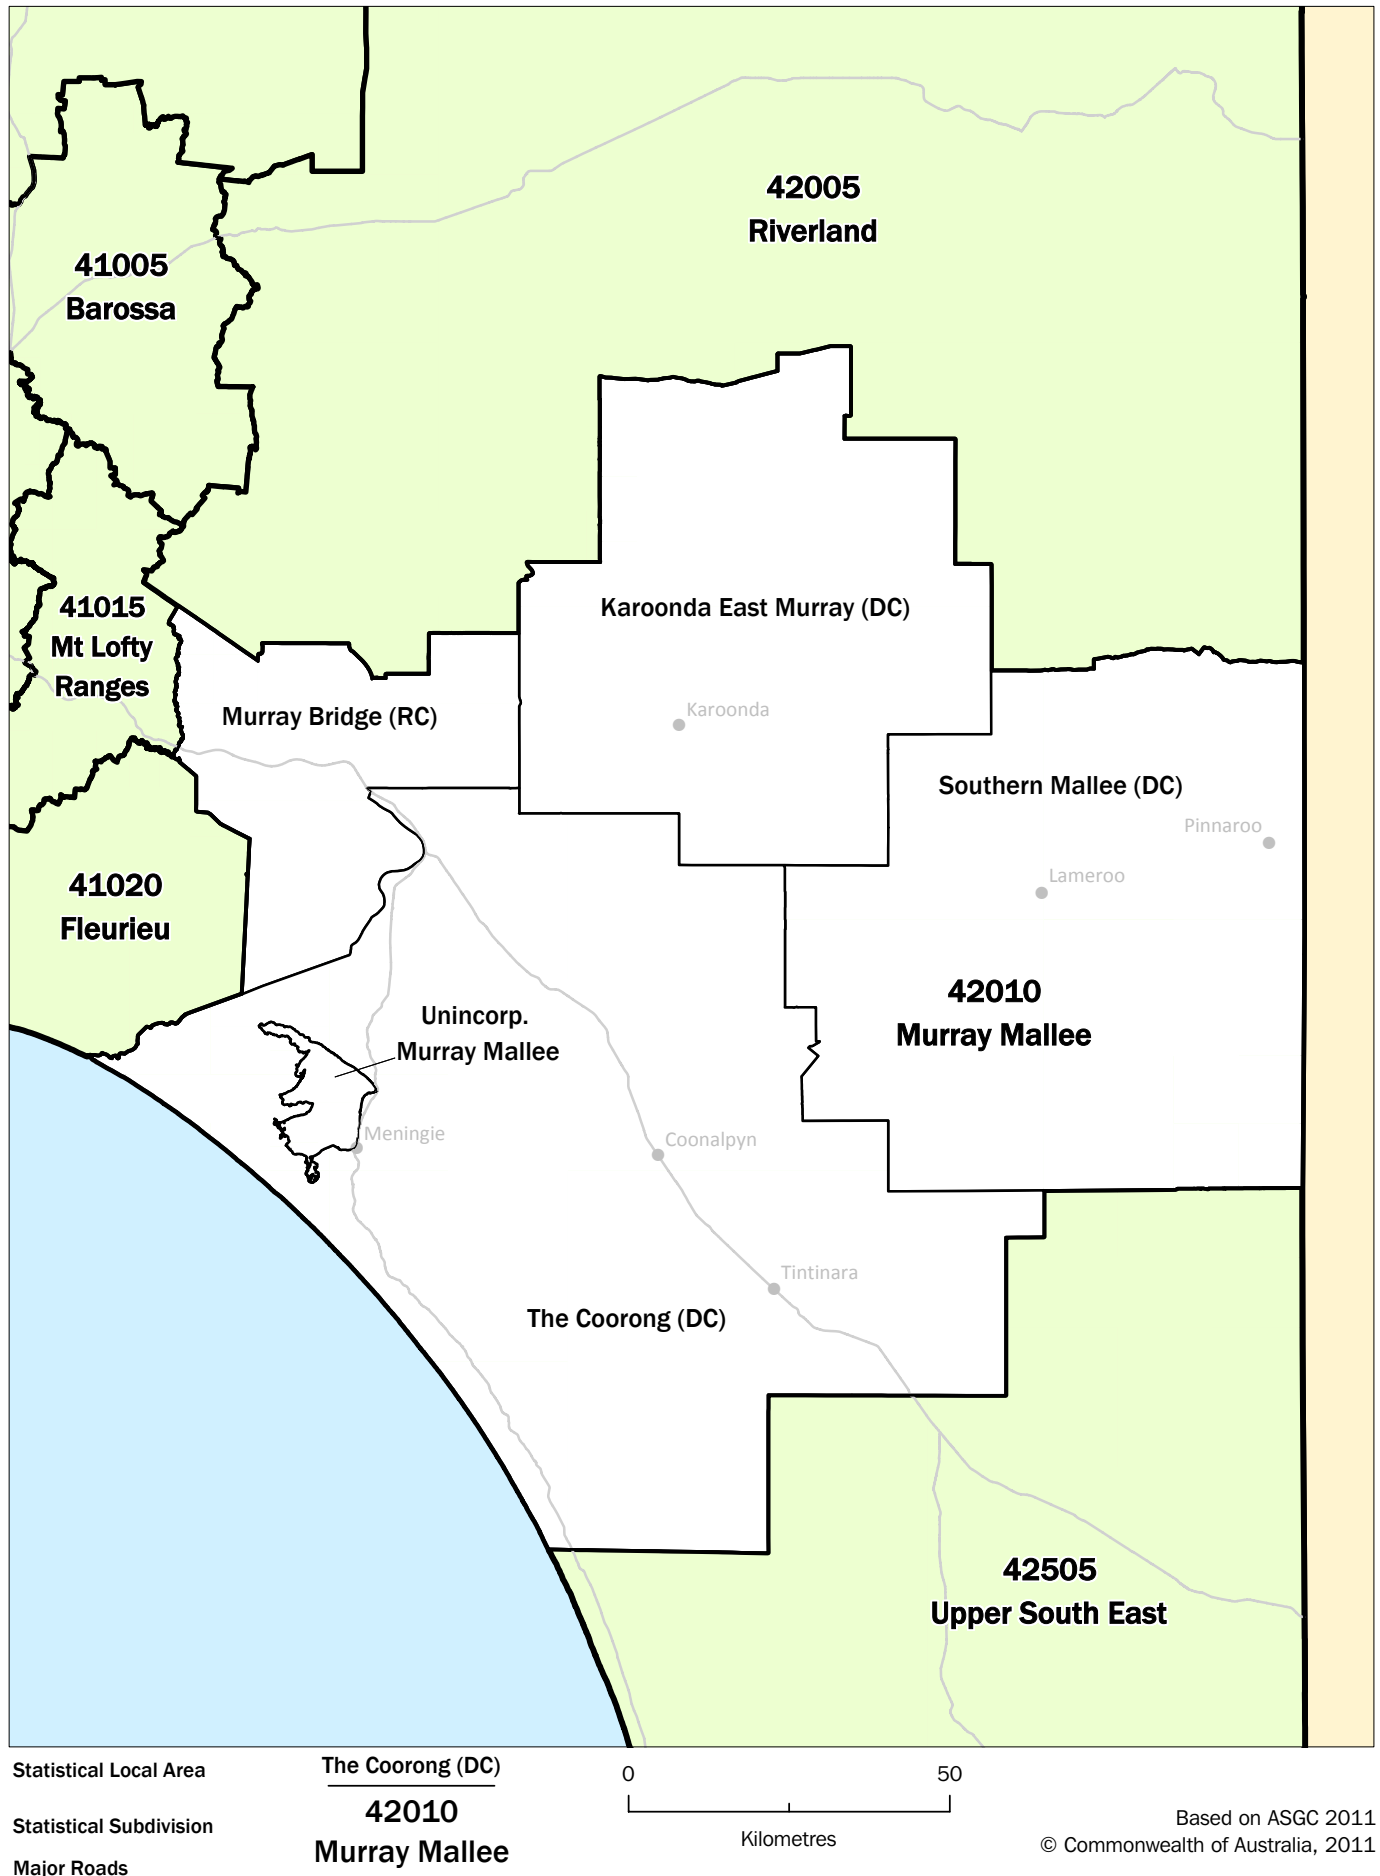 42005
Riverland
41005
Barossa
41015
Mt Lofty
Ranges
Karoonda East Murray (DC)
Murray Bridge (RC)
Karoonda
Southern Mallee (DC)
Pinnaroo
Lameroo
41020
Fleurieu
42010
Murray Mallee
Unincorp.
Murray Mallee
Meningie
Coonalpyn
Tintinara
The Coorong (DC)
42505
Upper South East
Statistical Local Area
The Coorong (DC)
Statistical Subdivision
42010
Murray Mallee
Major Roads
0 50
Kilometres
Based on ASGC 2011
© Commonwealth of Australia, 2011